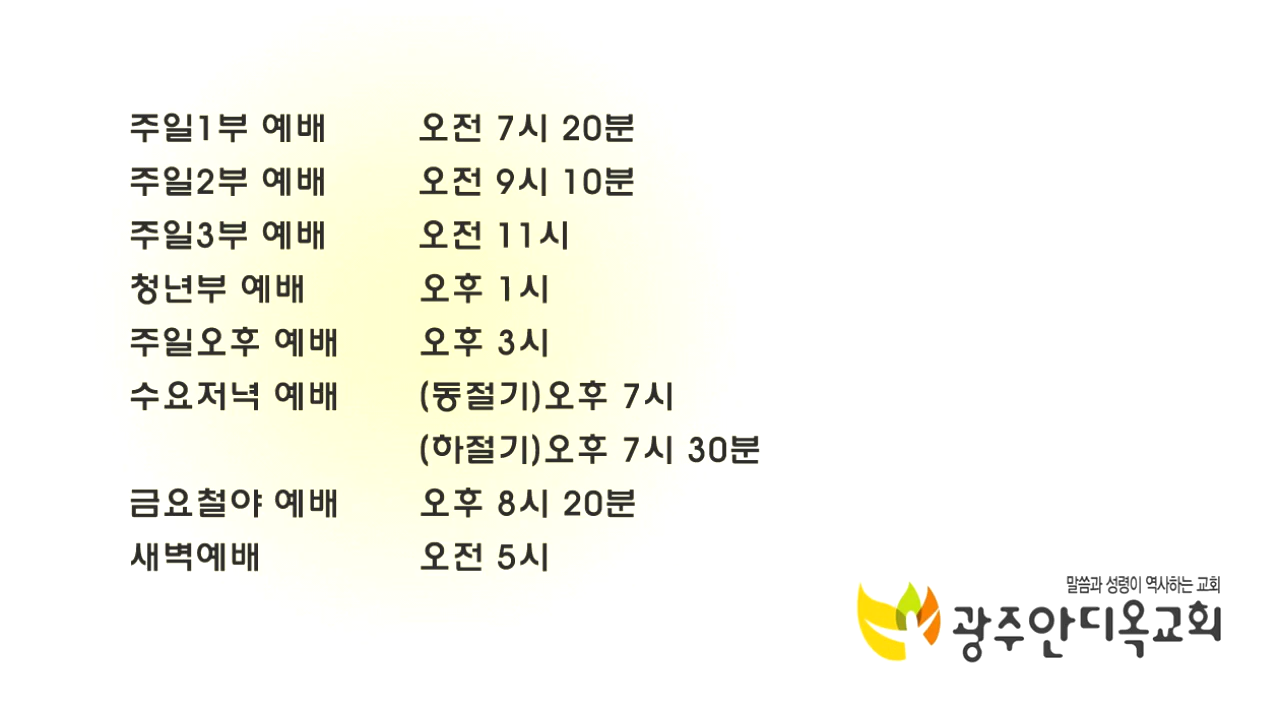 주일1부 예배 오전 7시 20분
주일2부 예배 오전 9시 10분
주일3부 예배 오전 11시
청년부 예배 오후 1시
주일오후 예배 오후 3시
수요저녁 예배 (동절기)오후 7시
(하절기)오후 7시 30분
금요철야 예배 오후 8시 20분
새벽예배 오전 5시
말씀과 성령이 역사하는 교회
광주안디옥교회